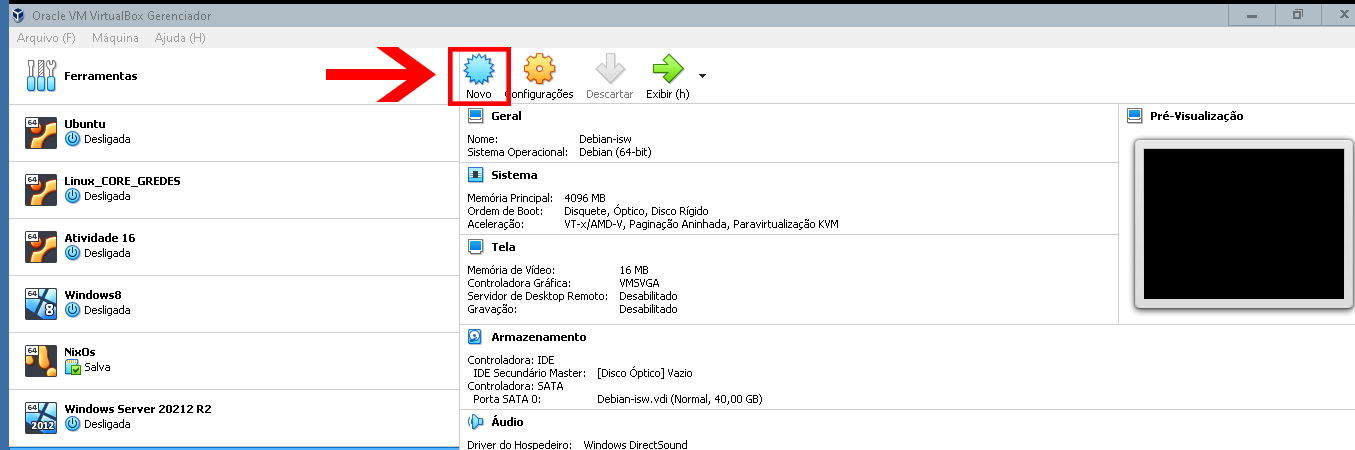 Oracle VM VirtualBox Gerenciador
Arquivo (F) Máquina Ajuda (H)
Ferramentas
Novo Configurações Descartar Exibir (h)
64 Ubuntu
Desligada
64 Linux_CORE_GREDES
Desligada
64 Atividade 16
Desligada
64 8 Windows8
Desligada
64 NixOs
Salva
64 2012 Windows Server 20212 R2
Desligada
Geral
Nome: Debian-isw
Sistema Operacional: Debian (64-bit)
Sistema
Memória Principal: 4096 MB
Ordem de Boot: Disquete, Óptico, Disco Rígido
Aceleração: VT-x/AMD-V, Paginação Aninhada, Paravirtualização KVM
Tela
Memória de Vídeo: 16 MB
Controladora Gráfica: VMSVGA
Servidor de Desktop Remoto: Desabilitado
Gravação: Desabilitado
Armazenamento
Controladora: IDE
IDE Secundário Master: [Disco Óptico] Vazio
Controladora: SATA
Porta SATA 0: Debian-isw.vdi (Normal, 40,00 GB)
Áudio
Driver do Hospedeiro: Windows DirectSound
Pré-Visualização